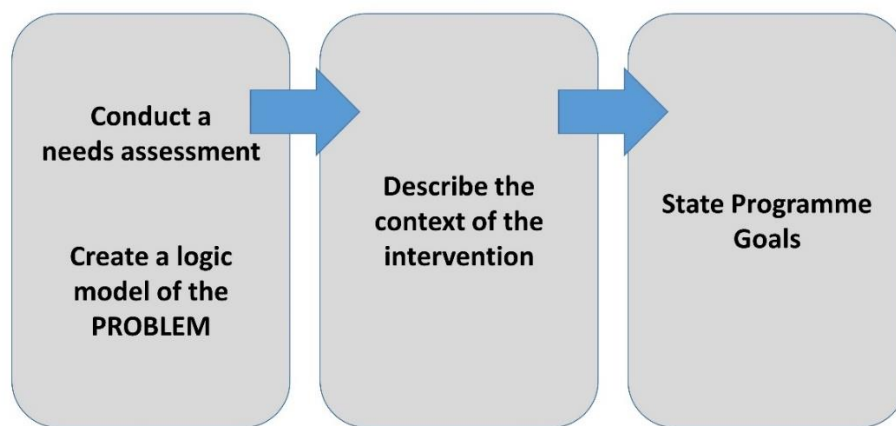 Conduct a
needs assessment
Create a logic
model of the
PROBLEM
Describe the
context of the
intervention
State Programme
Goals